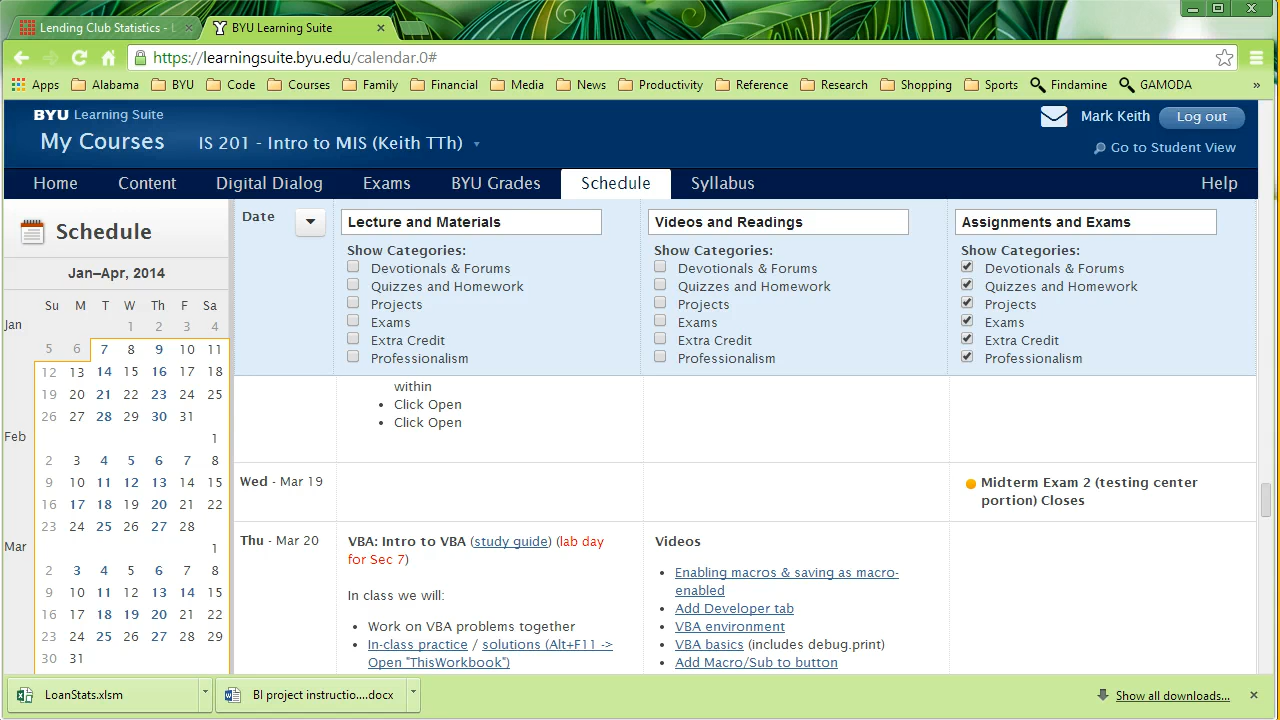 Lending Club Statistics - L
BYU Learning Suite
https://learningsuite.byu.edu/calendar.0#
Apps Alabama BYU Code Courses Family Financial Media News Productivity Reference Research Shopping Sports Findamine GAMODA »
BYU Learning Suite
Mark Keith Log out
My Courses IS 201 - Intro to MIS (Keith TTh)
Go to Student View
Home Content Digital Dialog Exams BYU Grades Schedule Syllabus Help
Schedule
Jan–Apr, 2014
Su M T W Th F Sa
Jan 1 2 3 4
5 6 7 8 9 10 11
12 13 14 15 16 17 18
19 20 21 22 23 24 25
26 27 28 29 30 31
Feb 1
2 3 4 5 6 7 8
9 10 11 12 13 14 15
16 17 18 19 20 21 22
23 24 25 26 27 28
Mar 1
2 3 4 5 6 7 8
9 10 11 12 13 14 15
16 17 18 19 20 21 22
23 24 25 26 27 28 29
30 31
Date
Lecture and Materials
Show Categories:
Devotionals & Forums
Quizzes and Homework
Projects
Exams
Extra Credit
Professionalism
Videos and Readings
Show Categories:
Devotionals & Forums
Quizzes and Homework
Projects
Exams
Extra Credit
Professionalism
Assignments and Exams
Show Categories:
Devotionals & Forums
Quizzes and Homework
Projects
Exams
Extra Credit
Professionalism
within
• Click Open
• Click Open
Wed - Mar 19
Midterm Exam 2 (testing center
portion) Closes
Thu - Mar 20
VBA: Intro to VBA (study guide) (lab day
for Sec 7)
In class we will:
• Work on VBA problems together
• In-class practice / solutions (Alt+F11 ->
Open "ThisWorkbook")
Videos
• Enabling macros & saving as macro-
enabled
• Add Developer tab
• VBA environment
• VBA basics (includes debug.print)
• Add Macro/Sub to button
LoanStats.xlsm
BI project instructio....docx
Show all downloads...